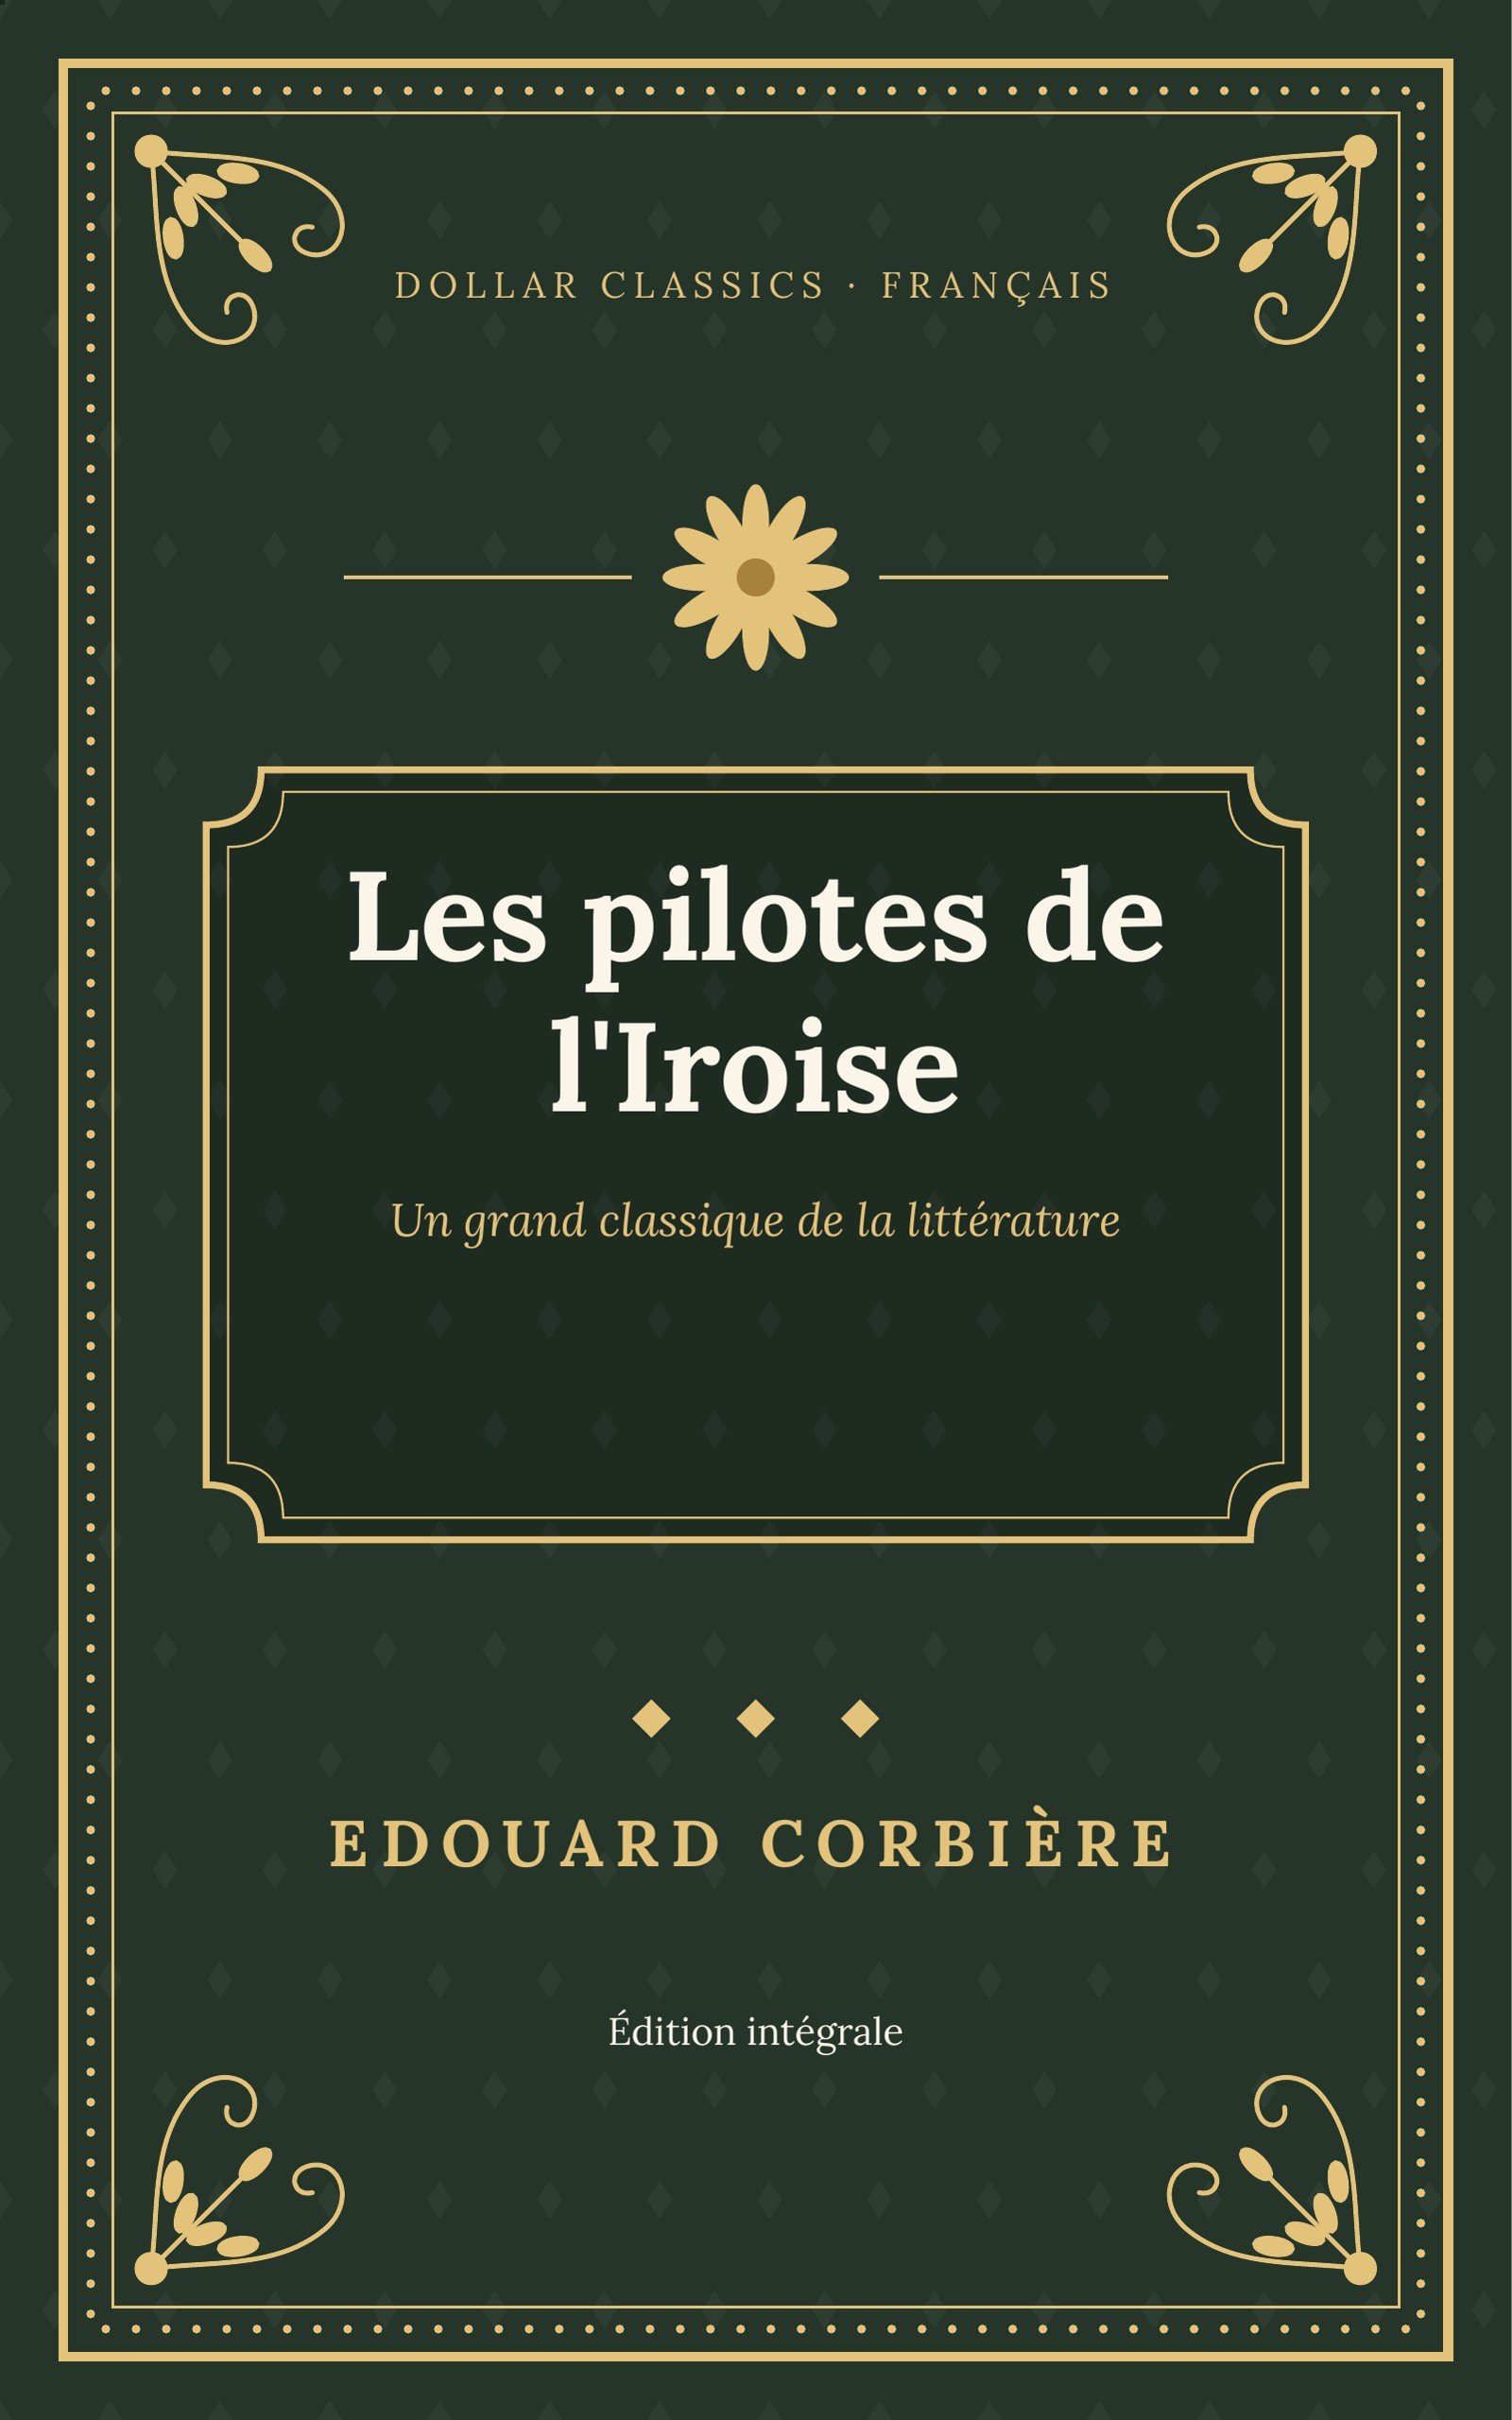 DOLLAR CLASSICS · FRANÇAIS
Les pilotes de
l'Iroise
Un grand classique de la littérature
EDOUARD CORBIÈRE
Édition intégrale